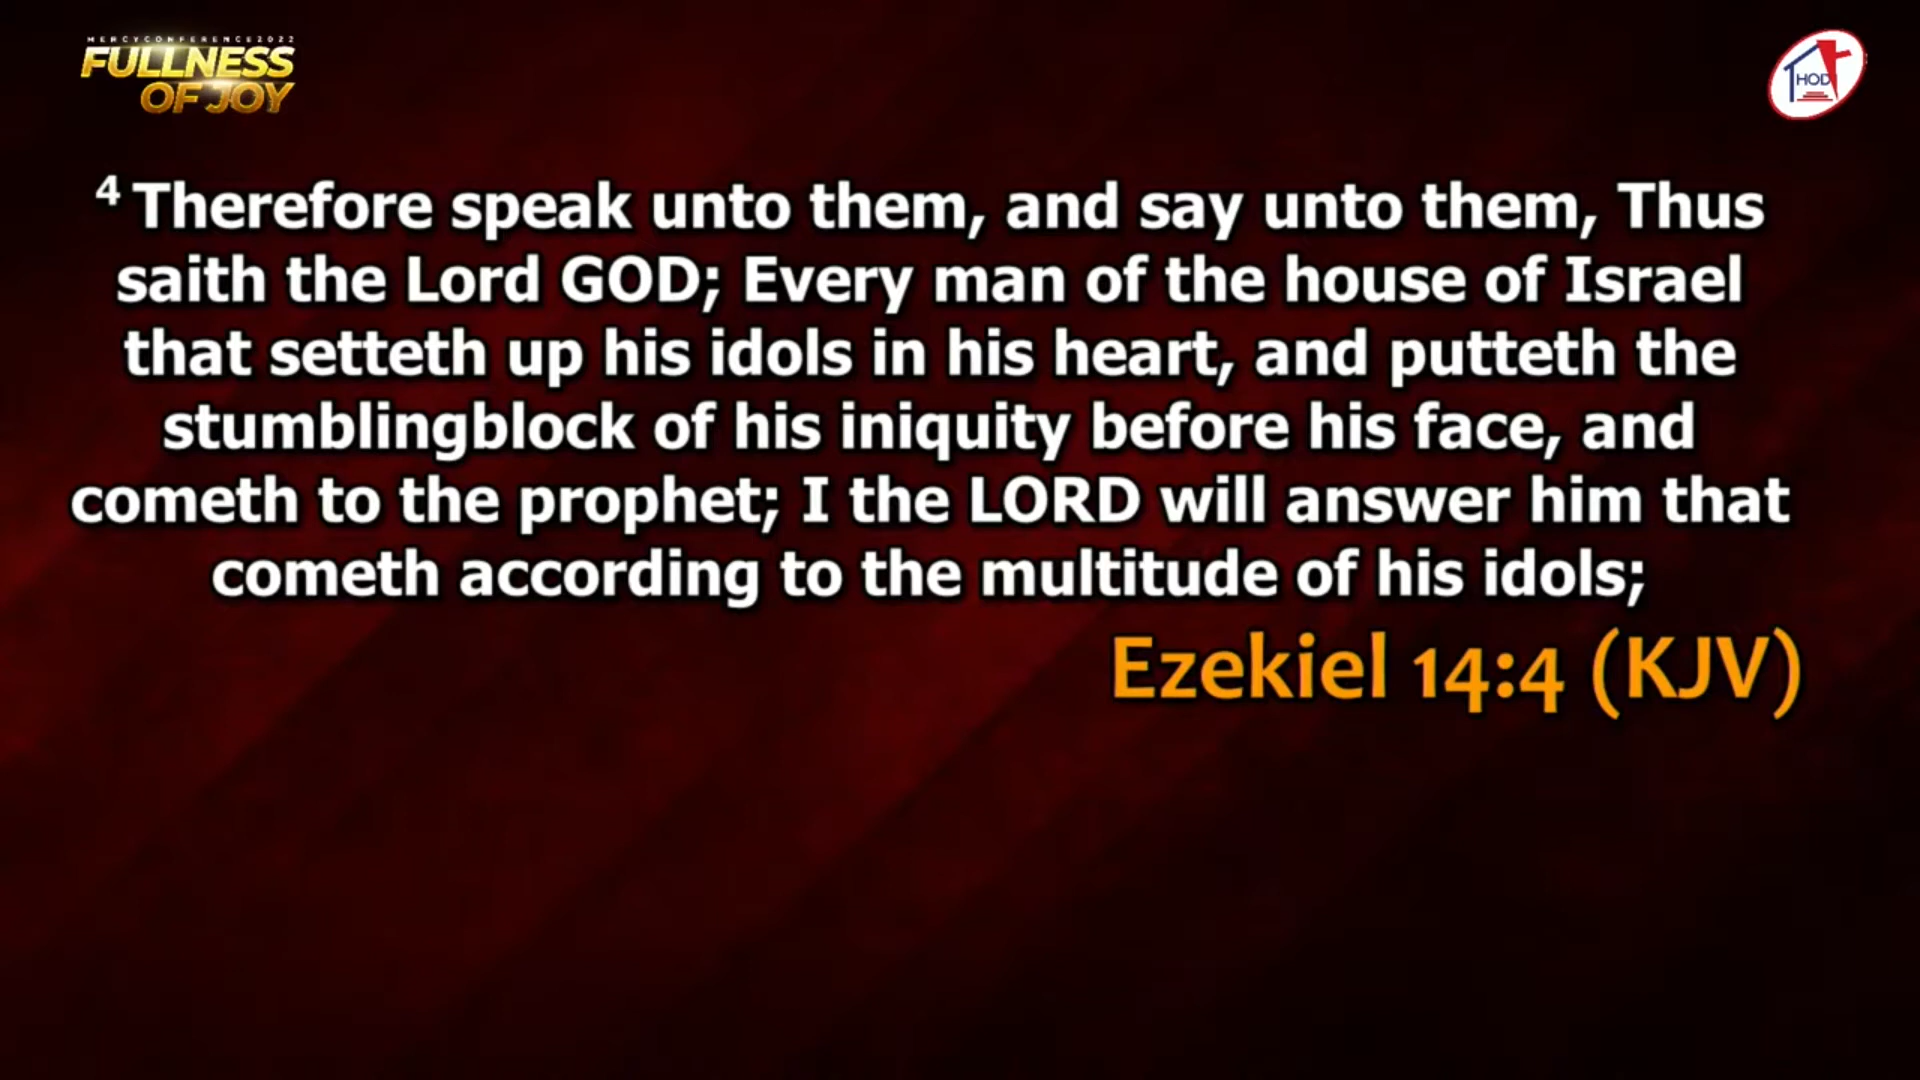 MERCYCONFERENCE2022
FULLNESS
OF JOY
HOD
4 Therefore speak unto them, and say unto them, Thus
saith the Lord GOD; Every man of the house of Israel
that setteth up his idols in his heart, and putteth the
stumblingblock of his iniquity before his face, and
cometh to the prophet; I the LORD will answer him that
cometh according to the multitude of his idols;
Ezekiel 14:4 (KJV)